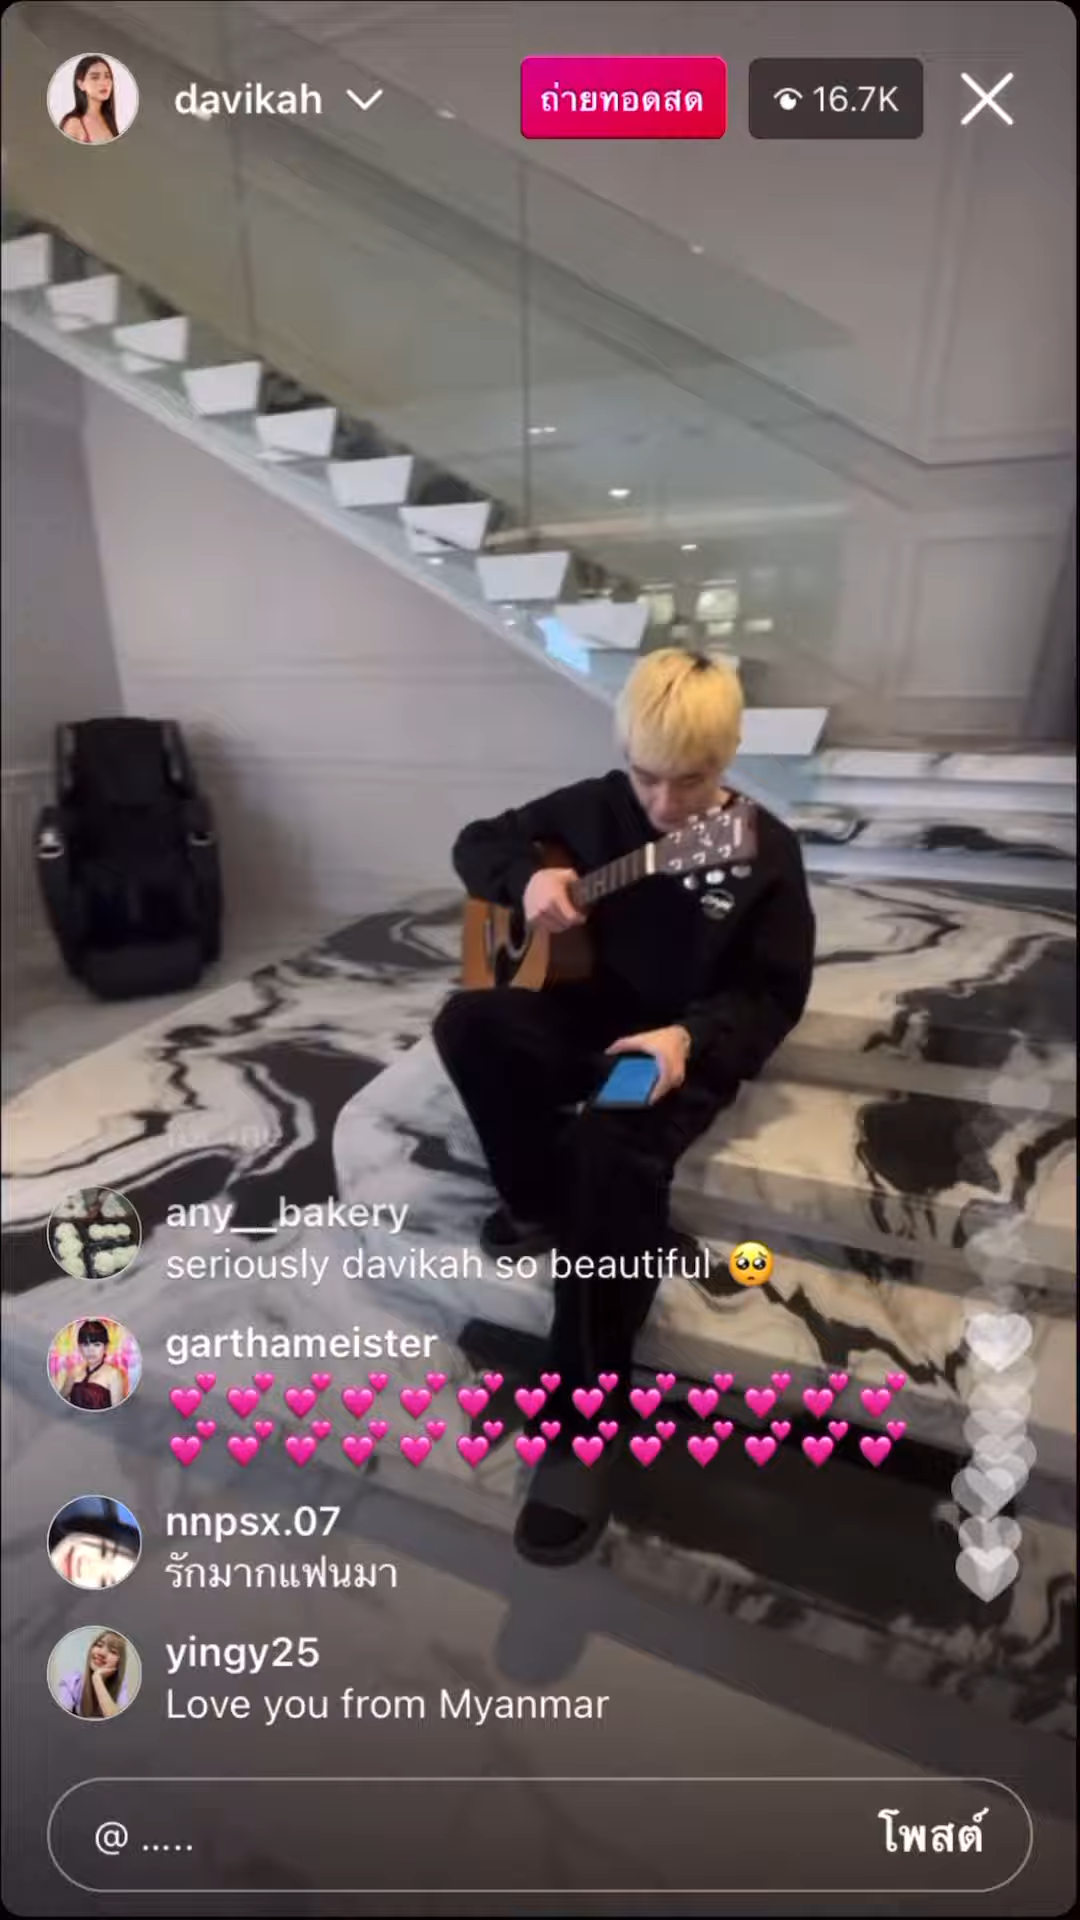 davikah
ถ่ายทอดสด
16.7K
any__bakery
seriously davikah so beautiful 🥺
garthameister
💕💕💕💕💕💕💕💕💕💕💕💕💕
💕💕💕💕💕💕💕💕💕💕💕💕💕
nnpsx.07
รักมากแฟนมา
yingy25
Love you from Myanmar
@ .....
โพสต์